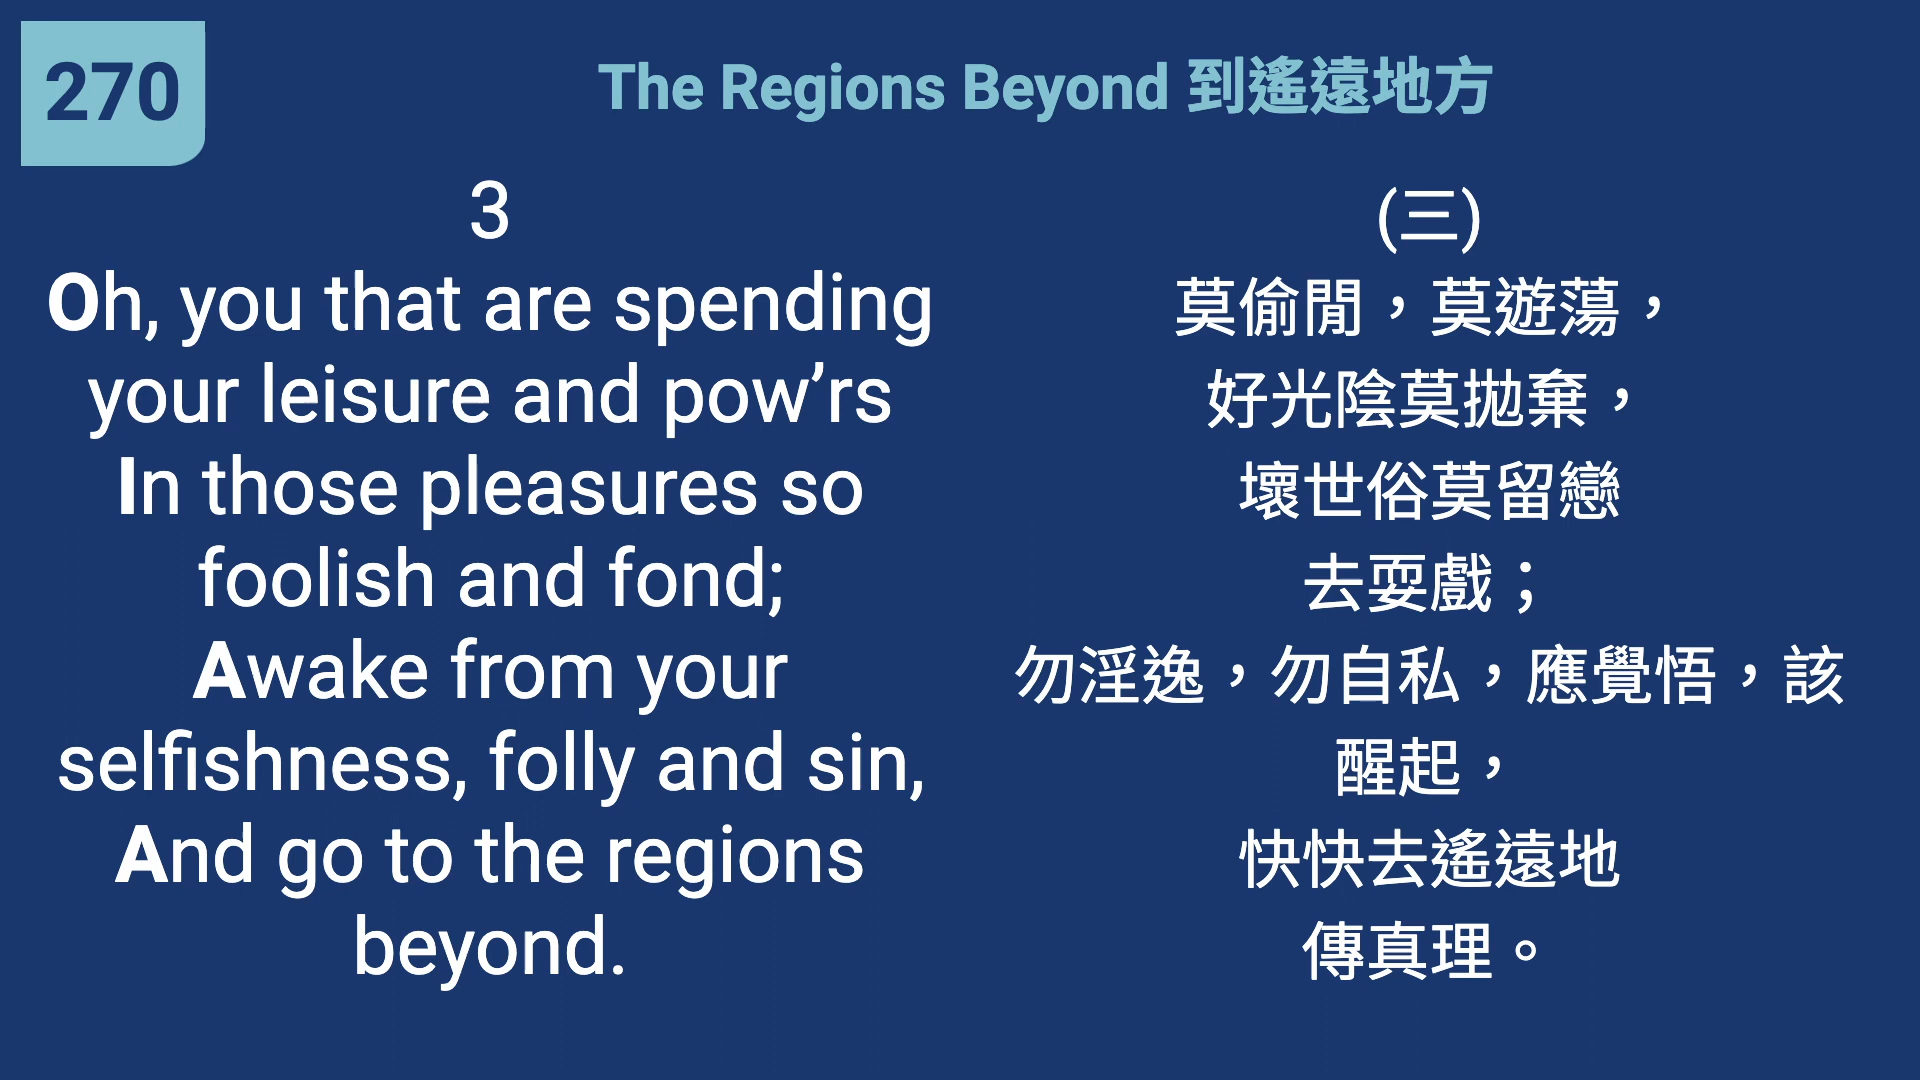 270
The Regions Beyond 到遙遠地方
3
Oh, you that are spending
your leisure and pow’rs
In those pleasures so
foolish and fond;
Awake from your
selfishness, folly and sin,
And go to the regions
beyond.
(三)
莫偷閒，莫遊蕩，
好光陰莫拋棄，
壞世俗莫留戀
去耍戲；
勿淫逸，勿自私，應覺悟，該
醒起，
快快去遙遠地
傳真理。